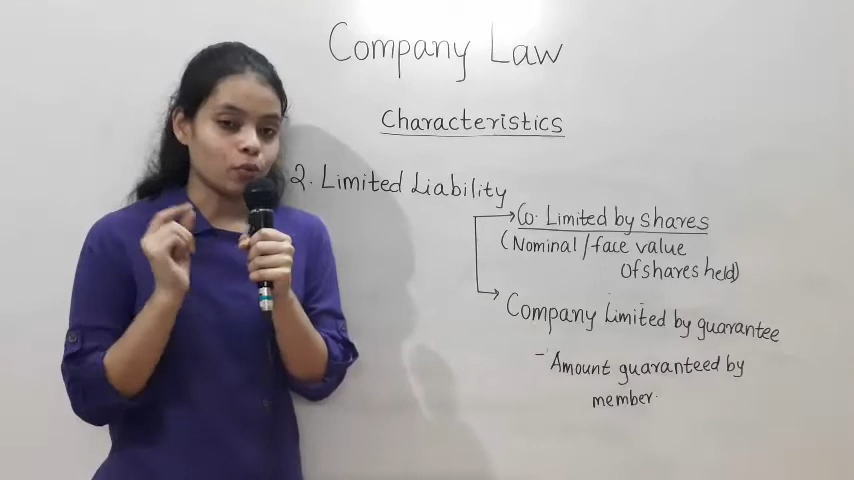 Company Law
Characteristics
2. Limited Liability
Co. Limited by shares
(Nominal/face value
of shares held)
Company limited by guarantee
- Amount guaranteed by
member.